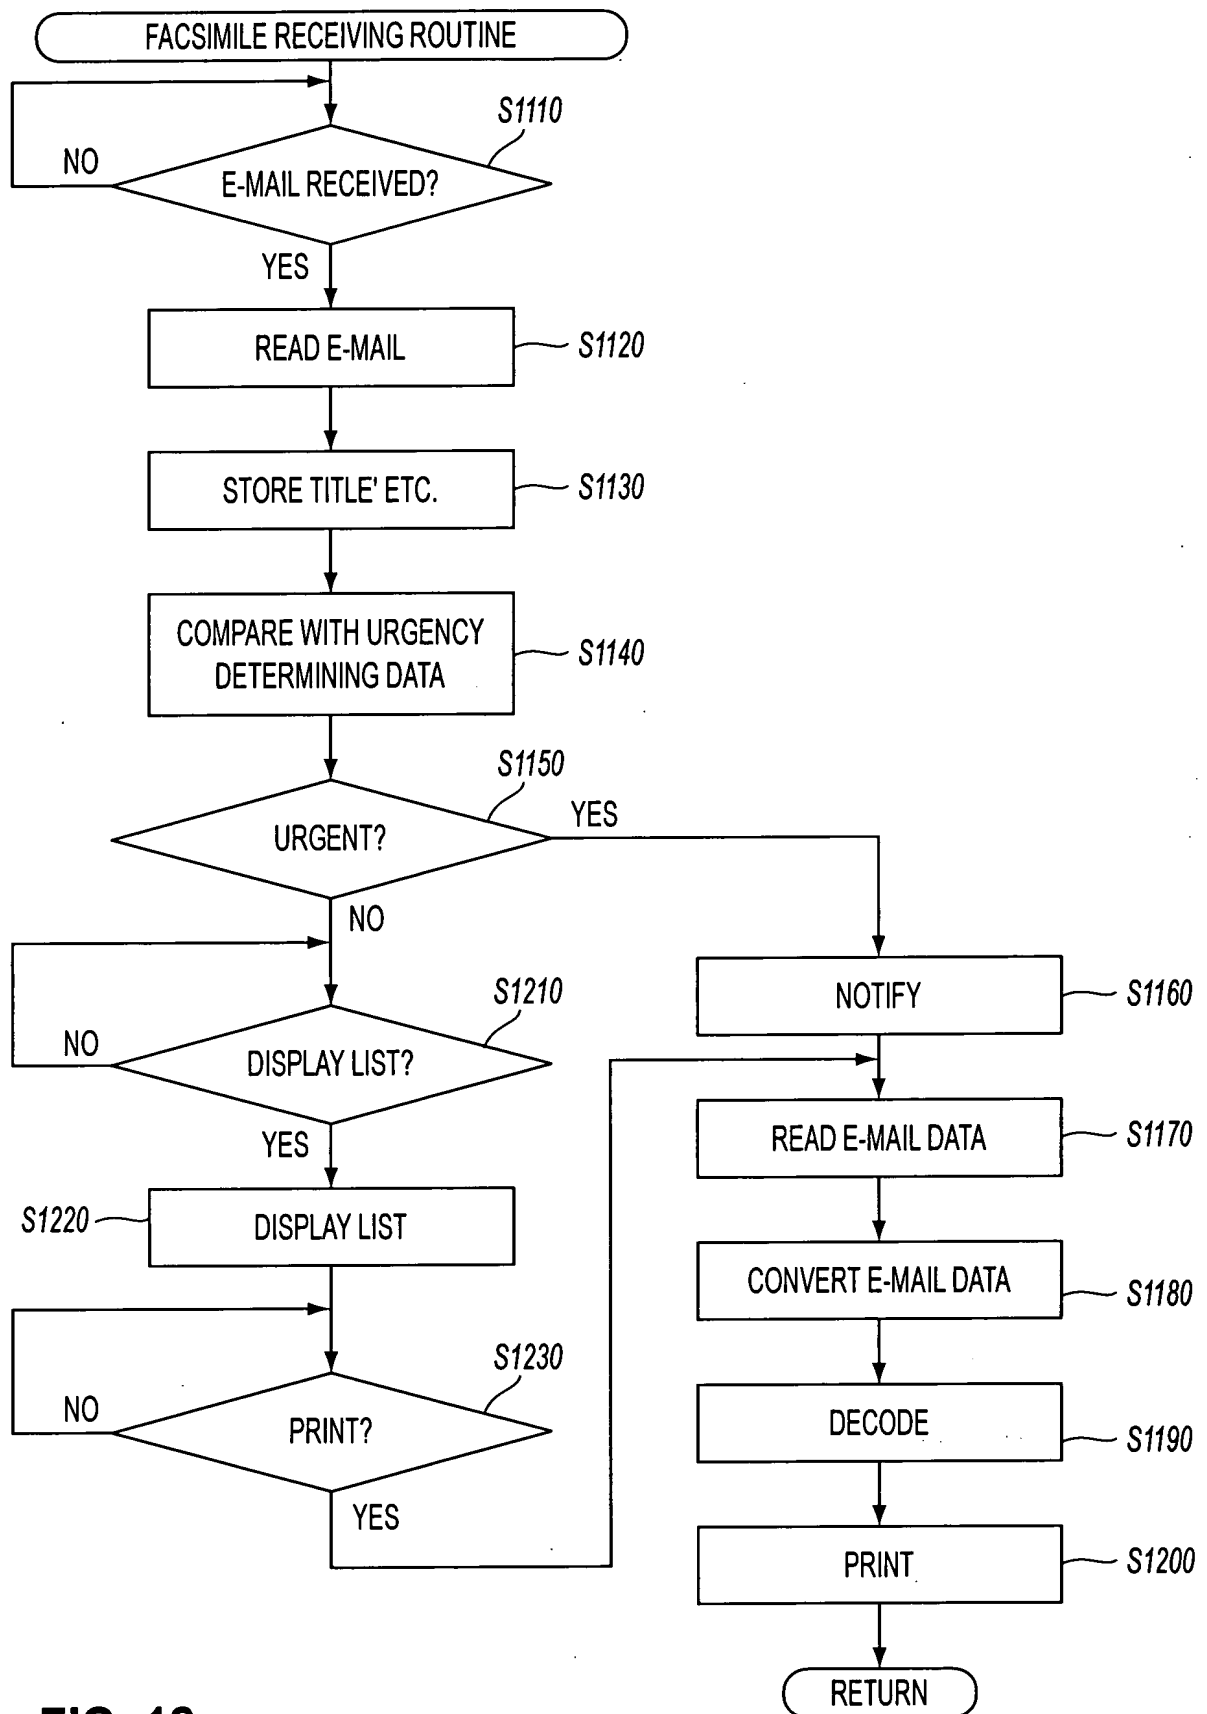 FACSIMILE RECEIVING ROUTINE
S1110
NO
E-MAIL RECEIVED?
YES
READ E-MAIL
S1120
STORE TITLE' ETC.
S1130
COMPARE WITH URGENCY
DETERMINING DATA
S1140
S1150
URGENT?
YES
NO
S1210
NO
DISPLAY LIST?
YES
S1220
DISPLAY LIST
S1230
NO
PRINT?
YES
NOTIFY
S1160
READ E-MAIL DATA
S1170
CONVERT E-MAIL DATA
S1180
DECODE
S1190
PRINT
S1200
RETURN